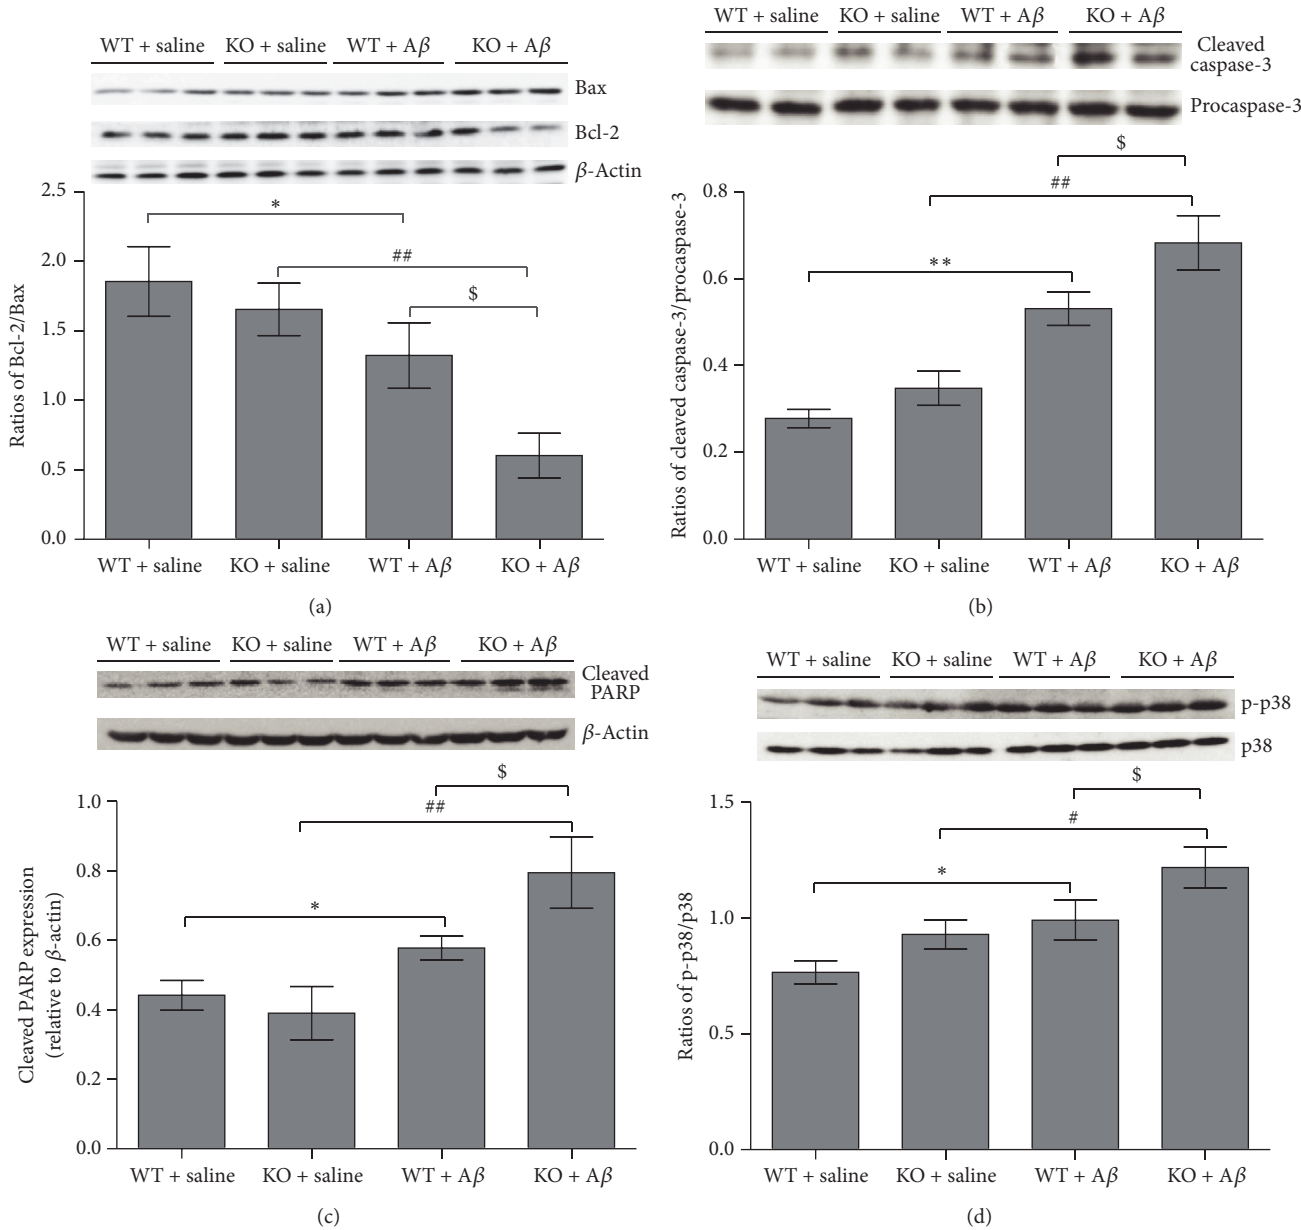 WT + saline KO + saline WT + Aβ KO + Aβ
Bax
Bcl-2
β-Actin
Ratios of Bcl-2/Bax
2.5
2.0
1.5
1.0
0.5
0.0
*
##
$
WT + saline KO + saline WT + Aβ KO + Aβ
(a)
WT + saline KO + saline WT + Aβ KO + Aβ
Cleaved
caspase-3
Procaspase-3
Ratios of cleaved caspase-3/procaspase-3
0.8
0.6
0.4
0.2
0.0
$
##
**
WT + saline KO + saline WT + Aβ KO + Aβ
(b)
WT + saline KO + saline WT + Aβ KO + Aβ
Cleaved
PARP
β-Actin
Cleaved PARP expression
(relative to β-actin)
1.0
0.8
0.6
0.4
0.2
0.0
$
##
*
WT + saline KO + saline WT + Aβ KO + Aβ
(c)
WT + saline KO + saline WT + Aβ KO + Aβ
p-p38
p38
Ratios of p-p38/p38
1.5
1.0
0.5
0.0
$
#
*
WT + saline KO + saline WT + Aβ KO + Aβ
(d)